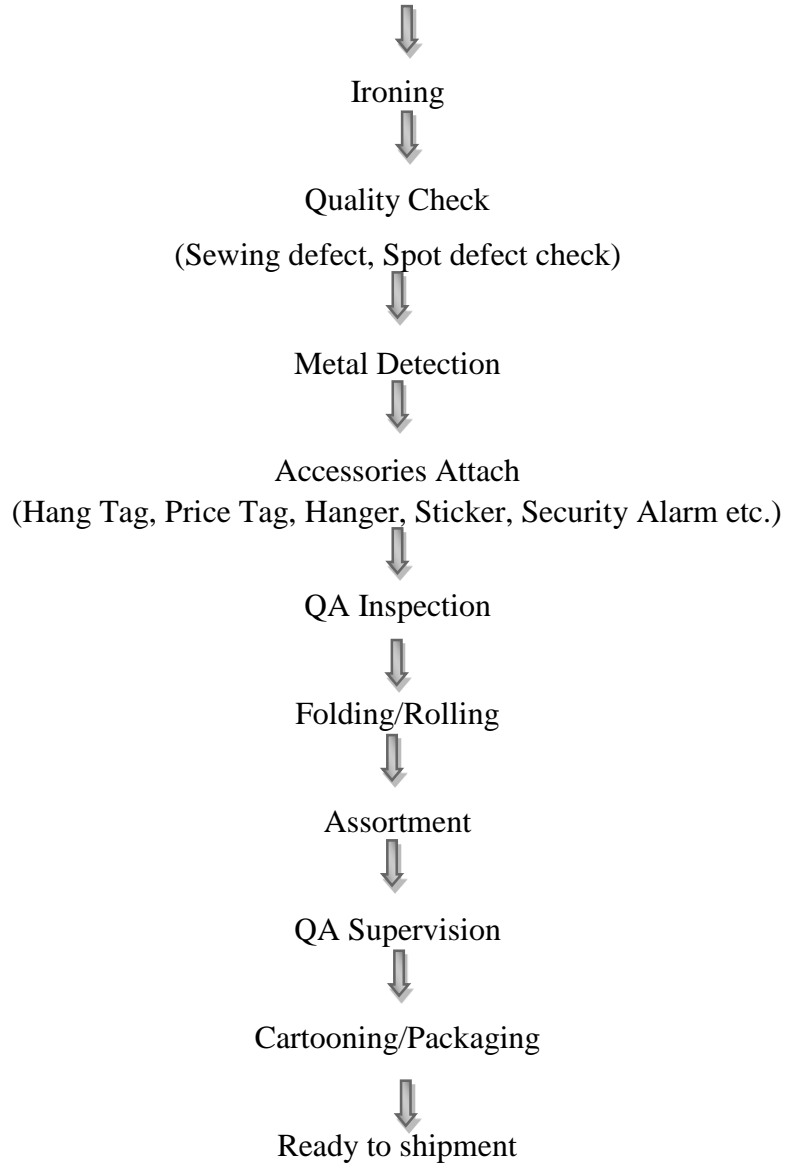 Ironing
Quality Check
(Sewing defect, Spot defect check)
Metal Detection
Accessories Attach
(Hang Tag, Price Tag, Hanger, Sticker, Security Alarm etc.)
QA Inspection
Folding/Rolling
Assortment
QA Supervision
Cartooning/Packaging
Ready to shipment